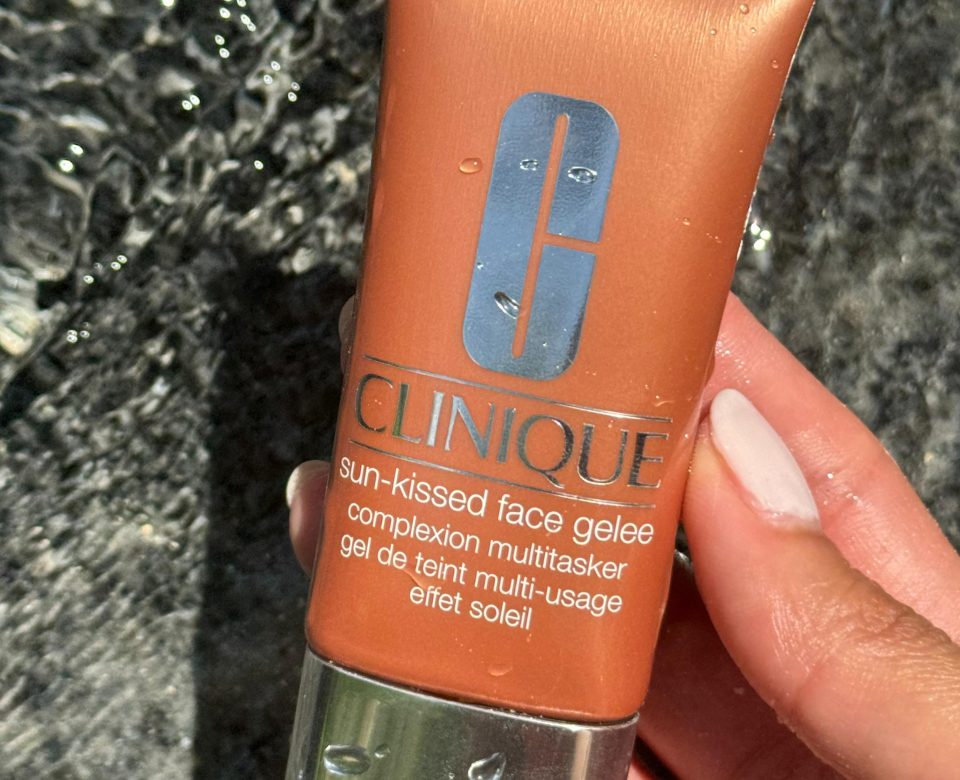 C
CLINIQUE
sun-kissed face gelee
complexion multitasker
gel de teint multi-usage
effet soleil